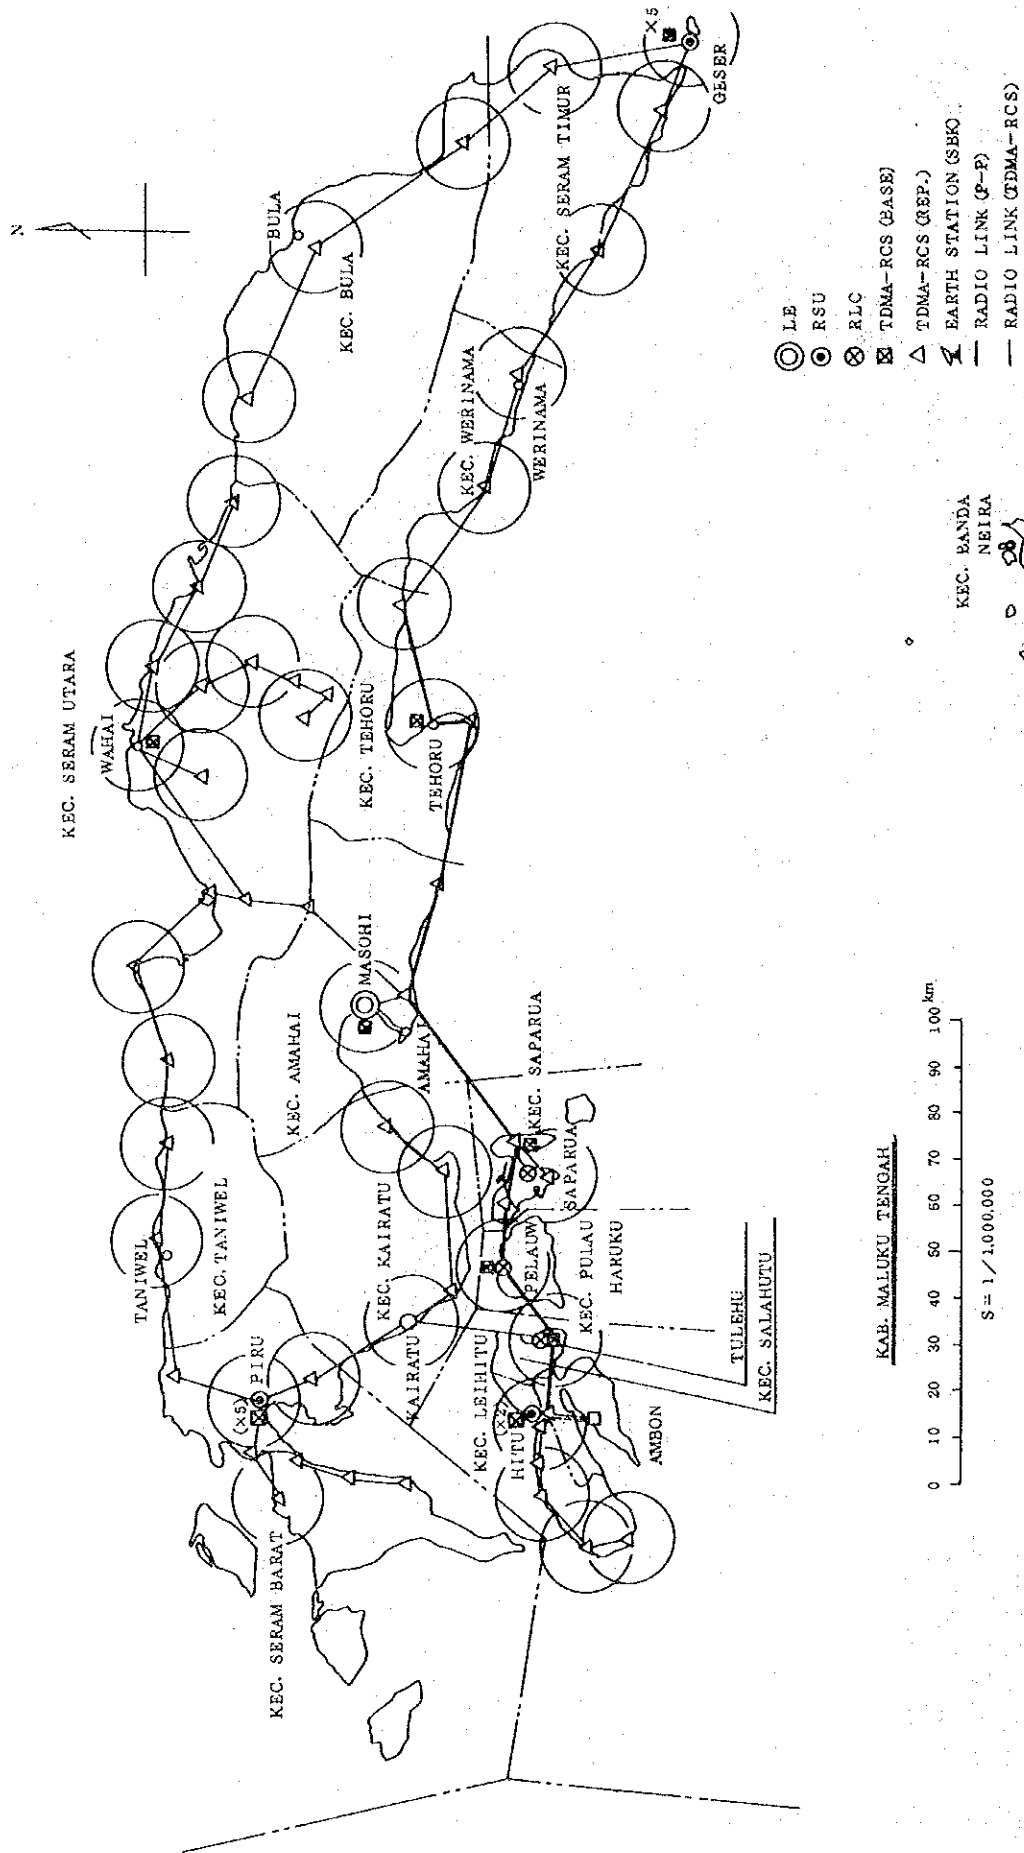 N
KEC. SERAM UTARA
WAHAI
BULA
KEC. BULA
TANIWEL
KEC. TANIWEL
KEC. AMAHAI
MASOHI
AMAHAI
KEC. TEHORU
TEHORU
KEC. WERINAMA
WERINAMA
KEC. SERAM TIMUR
×5
GESER
(×5)
PIRU
KEC. SERAM BARAT
KEC. KAIRATU
KAIRATU
KEC. LEIHITU
HITU
(×2)
AMBON
PELAUW
KEC. PULAU
HARUKU
SAPARUA
KEC. SAPARUA
TULEHU
KEC. SALAHUTU
KEC. BANDA
NEIRA
LE
RSU
RLC
TDMA-RCS (BASE)
TDMA-RCS (REP.)
EARTH STATION (SBK)
RADIO LINK (P-P)
RADIO LINK (TDMA-RCS)
KAB. MALUKU TENGAH
0 10 20 30 40 50 60 70 80 90 100 km
S = 1 / 1,000,000